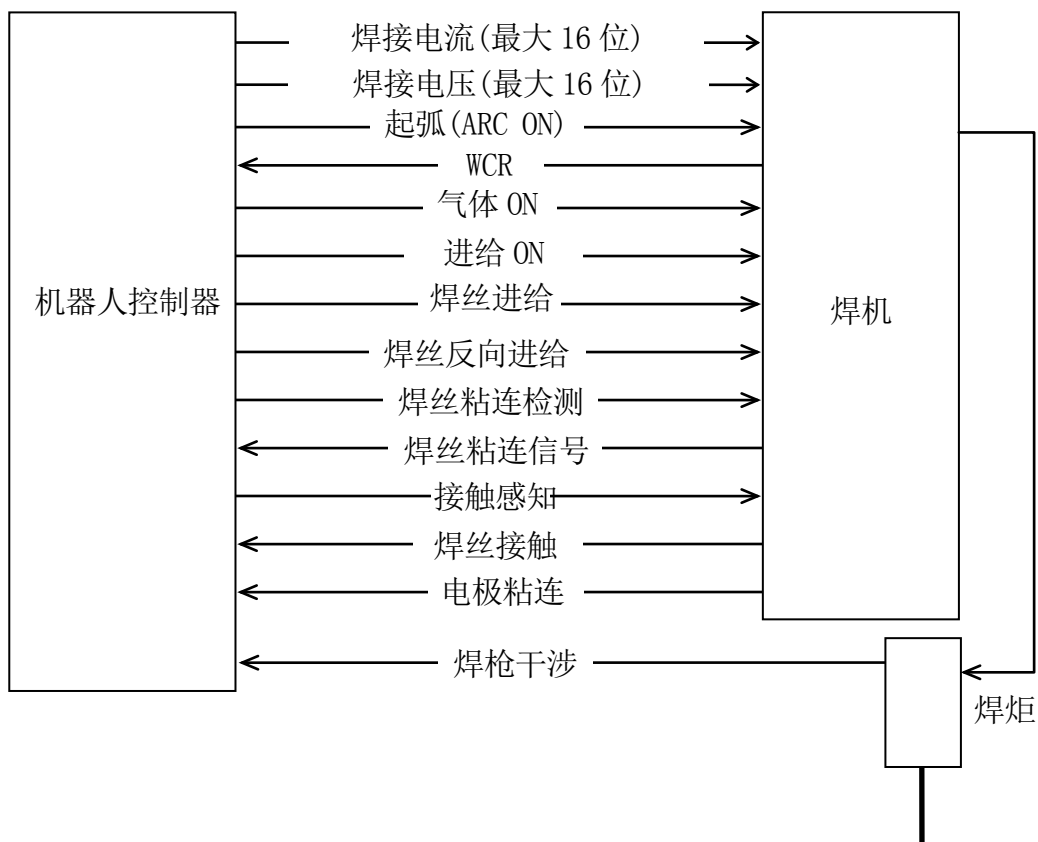 焊接电流(最大 16 位)
焊接电压(最大 16 位)
起弧(ARC ON)
WCR
气体 ON
进给 ON
机器人控制器
焊丝进给
焊机
焊丝反向进给
焊丝粘连检测
焊丝粘连信号
接触感知
焊丝接触
电极粘连
焊枪干涉
焊炬